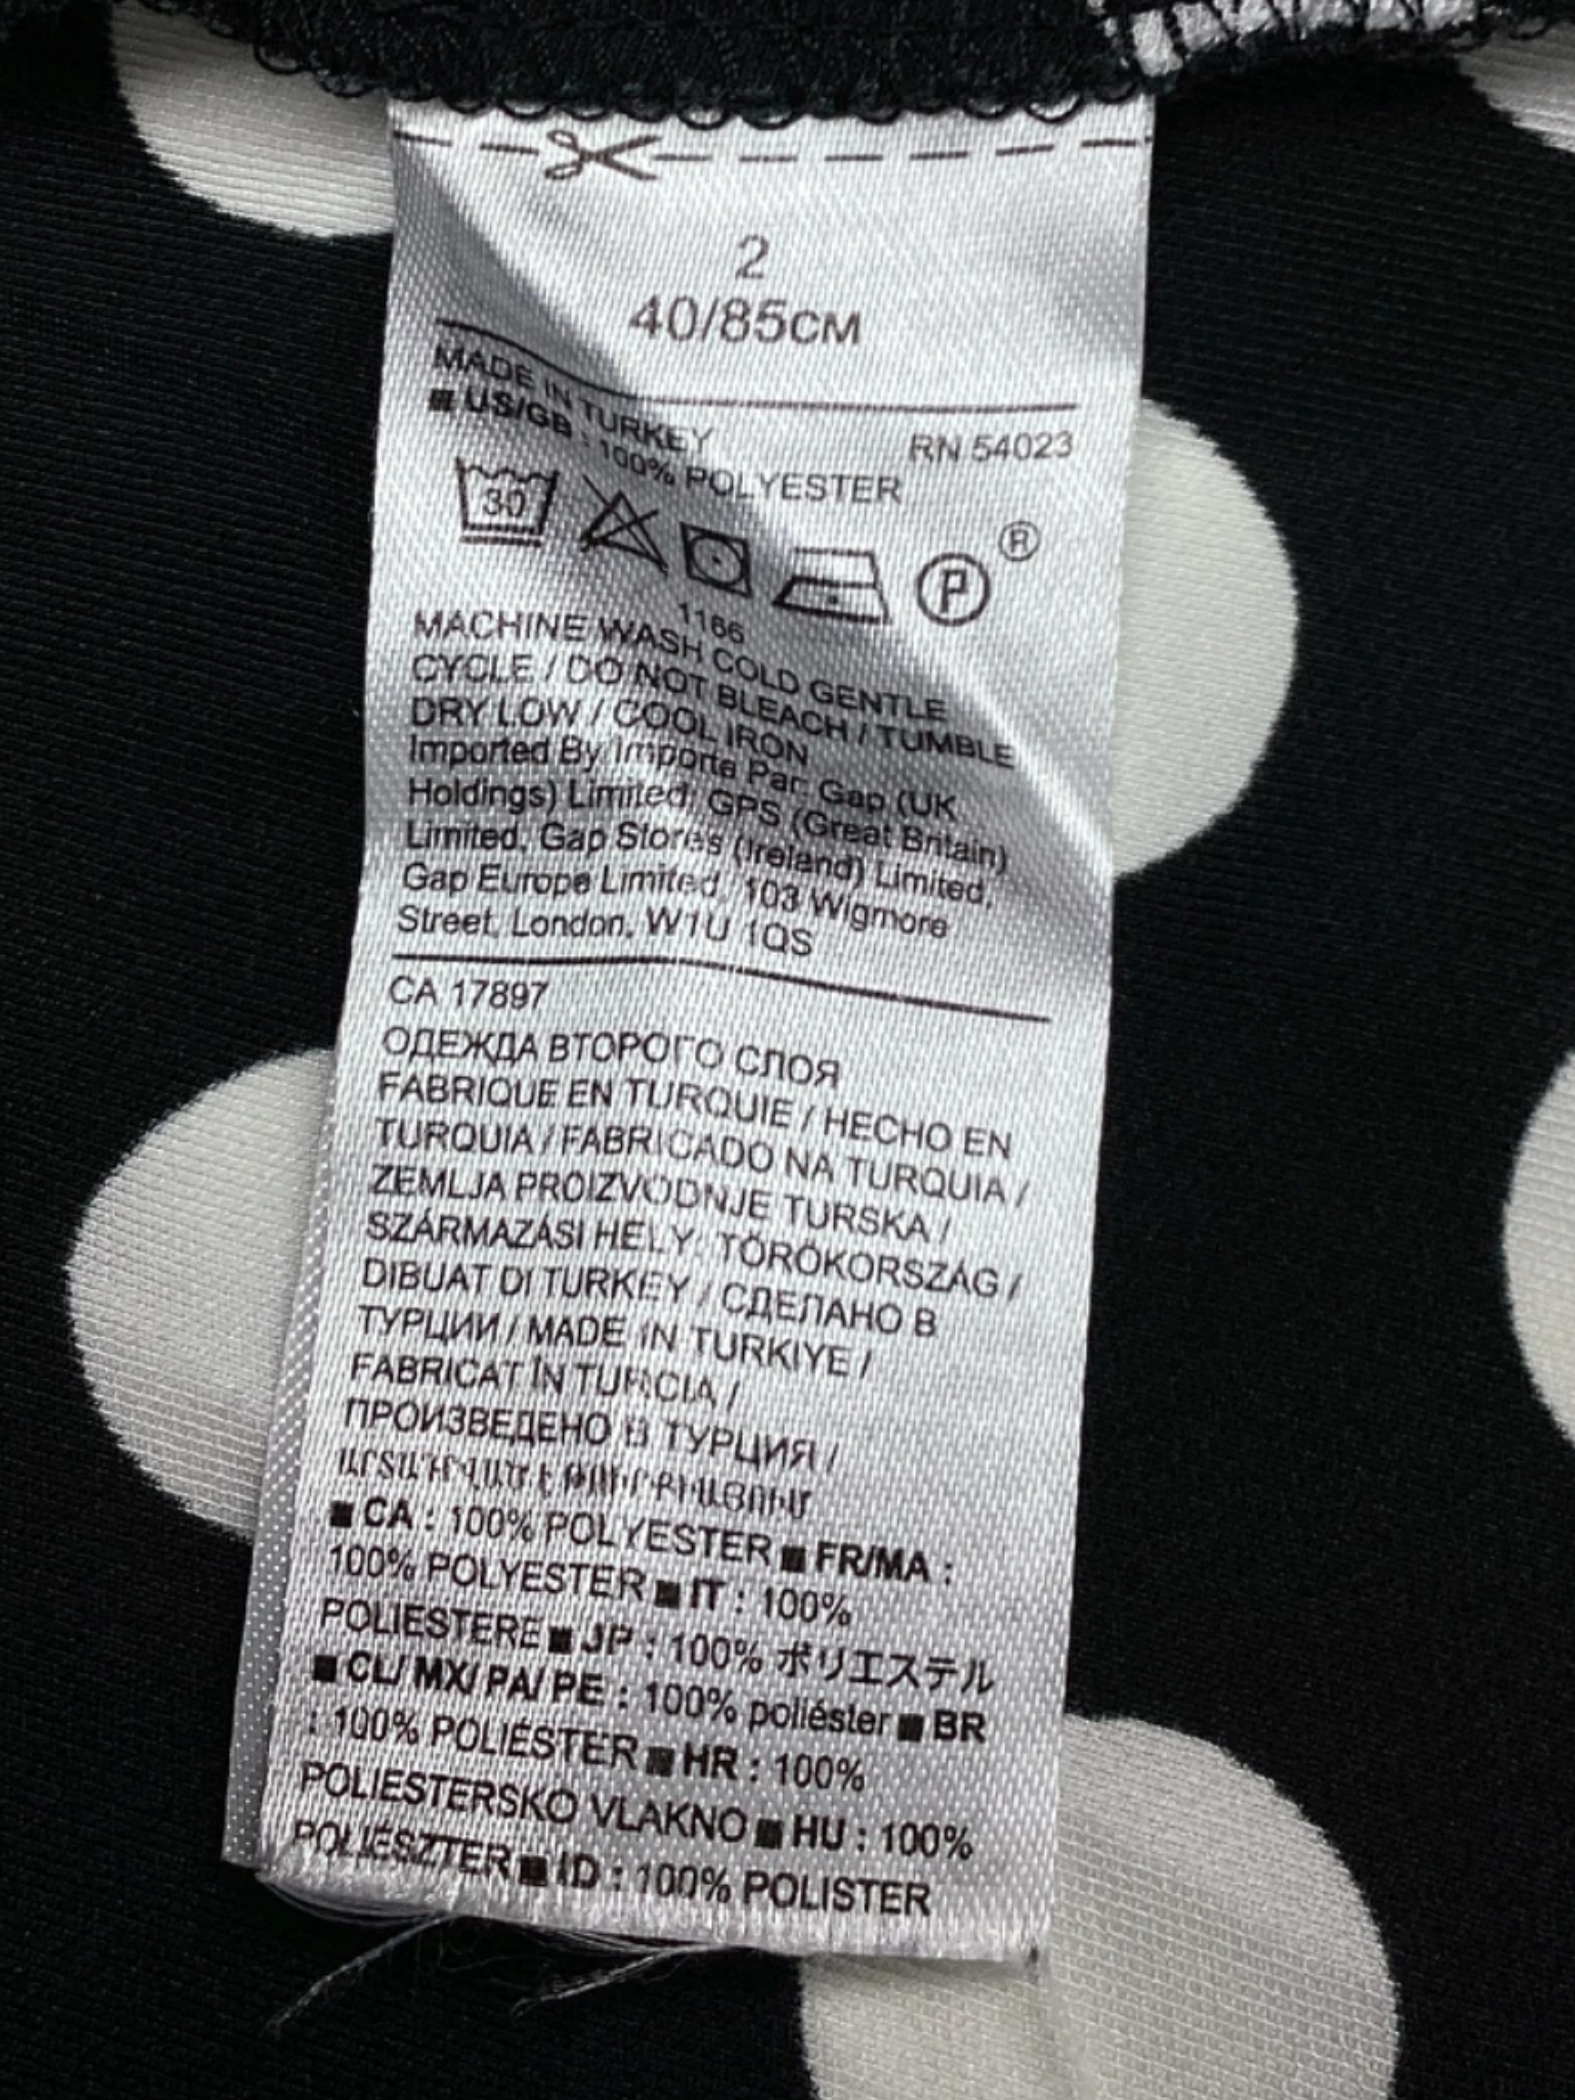 2
40/85CM
MADE IN TURKEY RN 54023
■ US/GB : 100% POLYESTER
30 P ®
1166
MACHINE WASH COLD GENTLE
CYCLE / DO NOT BLEACH / TUMBLE
DRY LOW / COOL IRON
Imported By/Importe Par: Gap (UK
Holdings) Limited; GPS (Great Britain)
Limited, Gap Stores (Ireland) Limited,
Gap Europe Limited, 103 Wigmore
Street, London, W1U 1QS
CA 17897
ОДЕЖДА ВТОРОГО СЛОЯ
FABRIQUE EN TURQUIE / HECHO EN
TURQUIA / FABRICADO NA TURQUIA /
ZEMLJA PROIZVODNJE TURSKA /
SZÁRMAZÁSI HELY: TÖRÖKORSZÁG /
DIBUAT DI TURKEY / СДЕЛАНО В
ТУРЦИИ / MADE IN TURKIYE /
FABRICAT ÎN TURCIA /
ПРОИЗВЕДЕНО В ТУРЦИЯ /
■ CA : 100% POLYESTER ■ FR/MA :
100% POLYESTER ■ IT : 100%
POLIESTERE ■ JP : 100% ポリエステル
■ CL/ MX/ PA/ PE : 100% poliéster ■ BR
: 100% POLIÉSTER ■ HR : 100%
POLIESTERSKO VLAKNO ■ HU : 100%
POLIÉSZTER ■ ID : 100% POLISTER